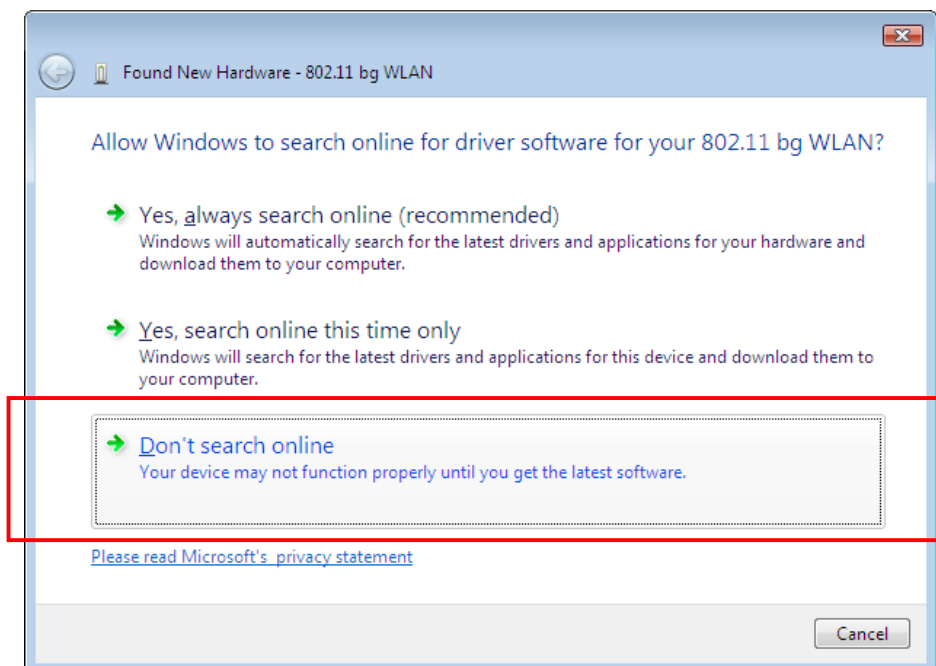 Found New Hardware - 802.11 bg WLAN
Allow Windows to search online for driver software for your 802.11 bg WLAN?
Yes, always search online (recommended)
Windows will automatically search for the latest drivers and applications for your hardware and
download them to your computer.
Yes, search online this time only
Windows will search for the latest drivers and applications for this device and download them to
your computer.
Don't search online
Your device may not function properly until you get the latest software.
Please read Microsoft's privacy statement
Cancel